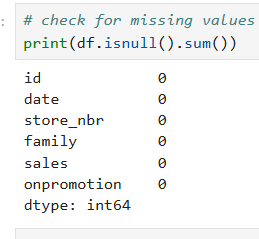 :
# check for missing values
print(df.isnull().sum())
id 0
date 0
store_nbr 0
family 0
sales 0
onpromotion 0
dtype: int64